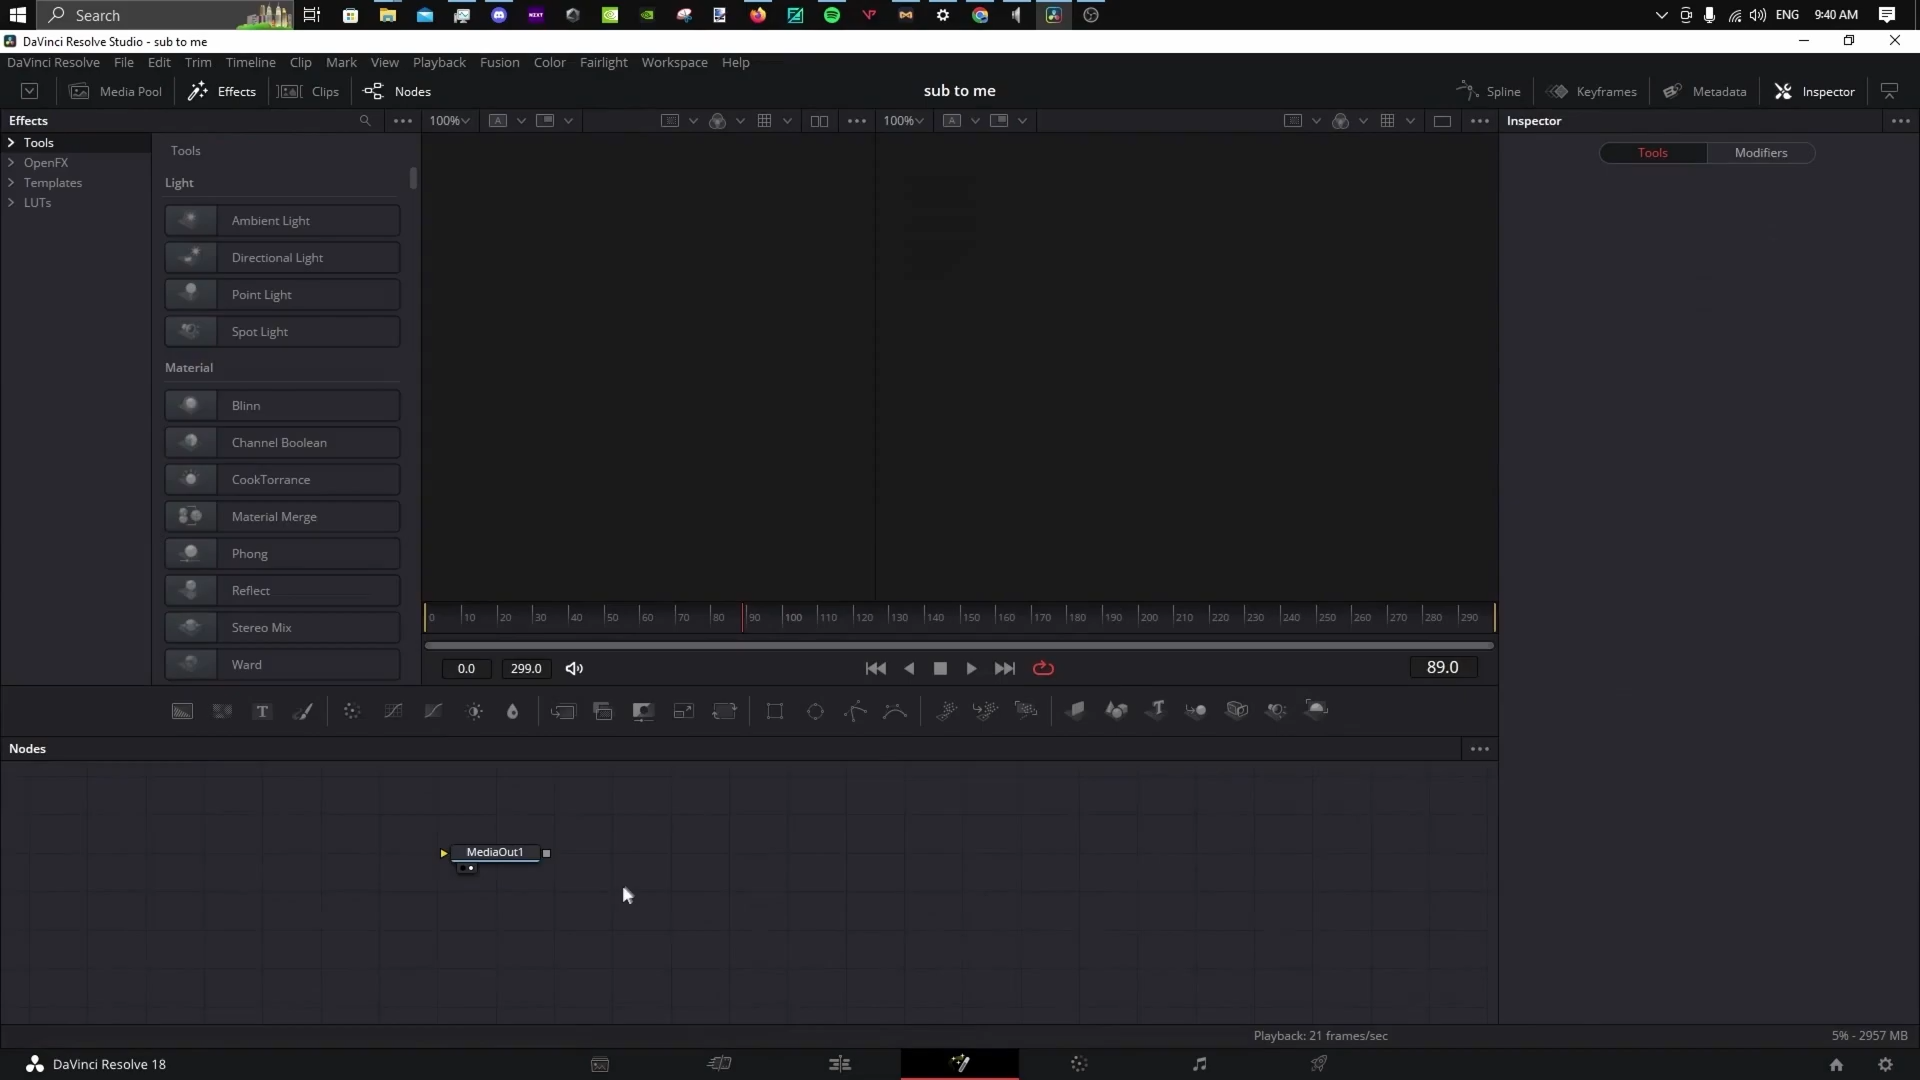 Search
NEXT
ENG
9:40 AM
DaVinci Resolve Studio - sub to me
DaVinci Resolve File Edit Trim Timeline Clip Mark View Playback Fusion Color Fairlight Workspace Help
Media Pool Effects Clips Nodes sub to me Spline Keyframes Metadata Inspector
Effects 100% A 100% A Inspector
Tools
OpenFX
Templates
LUTs
Tools
Light
Ambient Light
Directional Light
Point Light
Spot Light
Material
Blinn
Channel Boolean
CookTorrance
Material Merge
Phong
Reflect
Stereo Mix
Ward
Tools Modifiers
0 10 20 30 40 50 60 70 80 90 100 110 120 130 140 150 160 170 180 190 200 210 220 230 240 250 260 270 280 290
0.0 299.0 89.0
T
Nodes
MediaOut1
Playback: 21 frames/sec 5% - 2957 MB
DaVinci Resolve 18